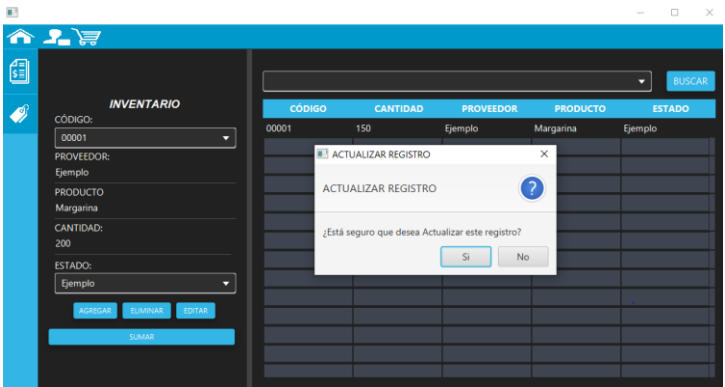 INVENTARIO
CÓDIGO:
00001
PROVEEDOR:
Ejemplo
PRODUCTO
Margarina
CANTIDAD:
200
ESTADO:
Ejemplo
AGREGAR ELIMINAR EDITAR
SUMAR
BUSCAR
CÓDIGO CANTIDAD PROVEEDOR PRODUCTO ESTADO
00001 150 Ejemplo Margarina Ejemplo
ACTUALIZAR REGISTRO
ACTUALIZAR REGISTRO
¿Está seguro que desea Actualizar este registro?
Si No